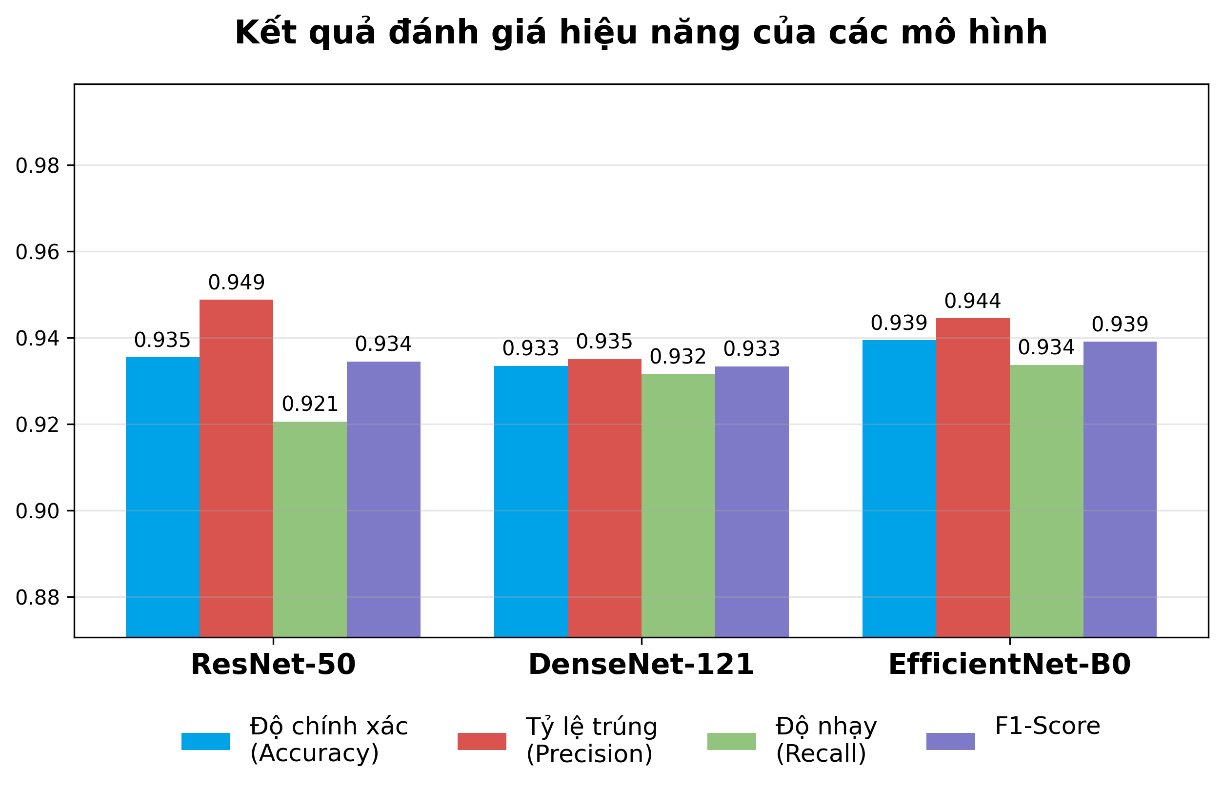 Kết quả đánh giá hiệu năng của các mô hình
0.98
0.96
0.94
0.92
0.90
0.88
0.935
0.949
0.921
0.934
0.933
0.935
0.932
0.933
0.939
0.944
0.934
0.939
ResNet-50
DenseNet-121
EfficientNet-B0
Độ chính xác
(Accuracy)
Tỷ lệ trúng
(Precision)
Độ nhạy
(Recall)
F1-Score